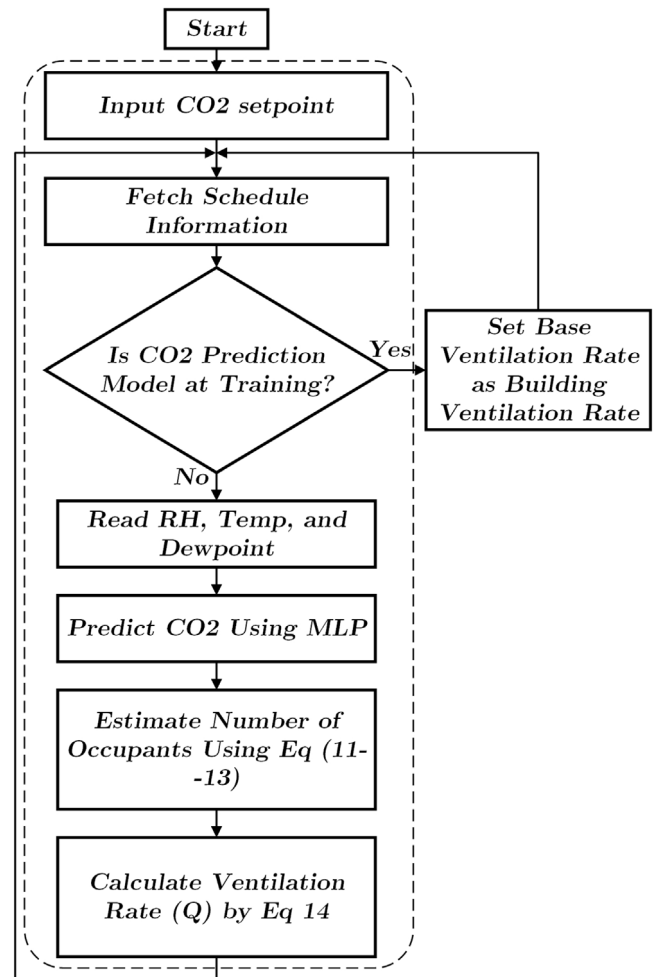 Start
Input CO2 setpoint
Fetch Schedule
Information
Is CO2 Prediction
Model at Training?
Yes
Set Base
Ventilation Rate
as Building
Ventilation Rate
No
Read RH, Temp, and
Dewpoint
Predict CO2 Using MLP
Estimate Number of
Occupants Using Eq (11-
-13)
Calculate Ventilation
Rate (Q) by Eq 14